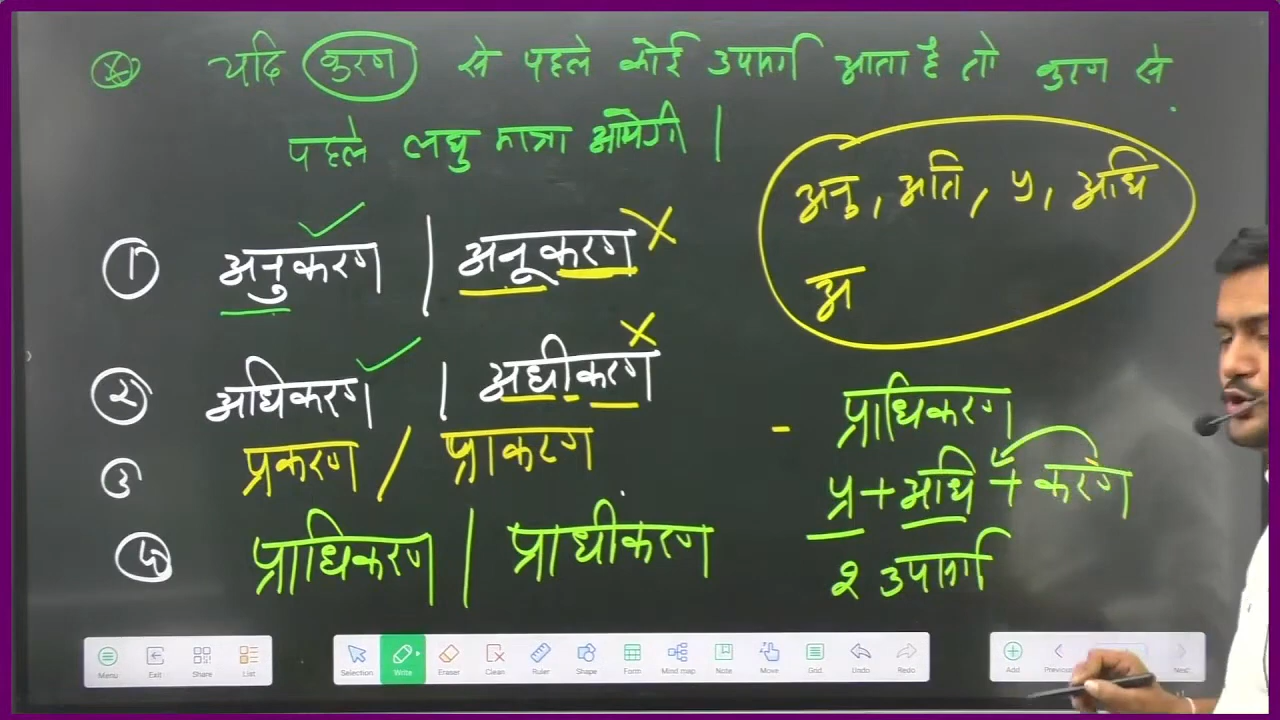 यदि करण से पहले कोई उपसर्ग आता है तो करण से
पहले लघु मात्रा आयेगी |
अनु, अति, प्र, अधि
अ
① अनुकरण | अनूकरण ×
② अधिकरण | अधीकरण ×
③ प्रकरण / प्राकरण
④ प्राधिकरण | प्राधीकरण
- प्राधिकरण
प्र + अधि + करण
२ उपसर्ग
Menu Exit Share List Selection Write Eraser Clean Ruler Shape Form Mind map Note Move Grid Undo Redo Add Previous Next